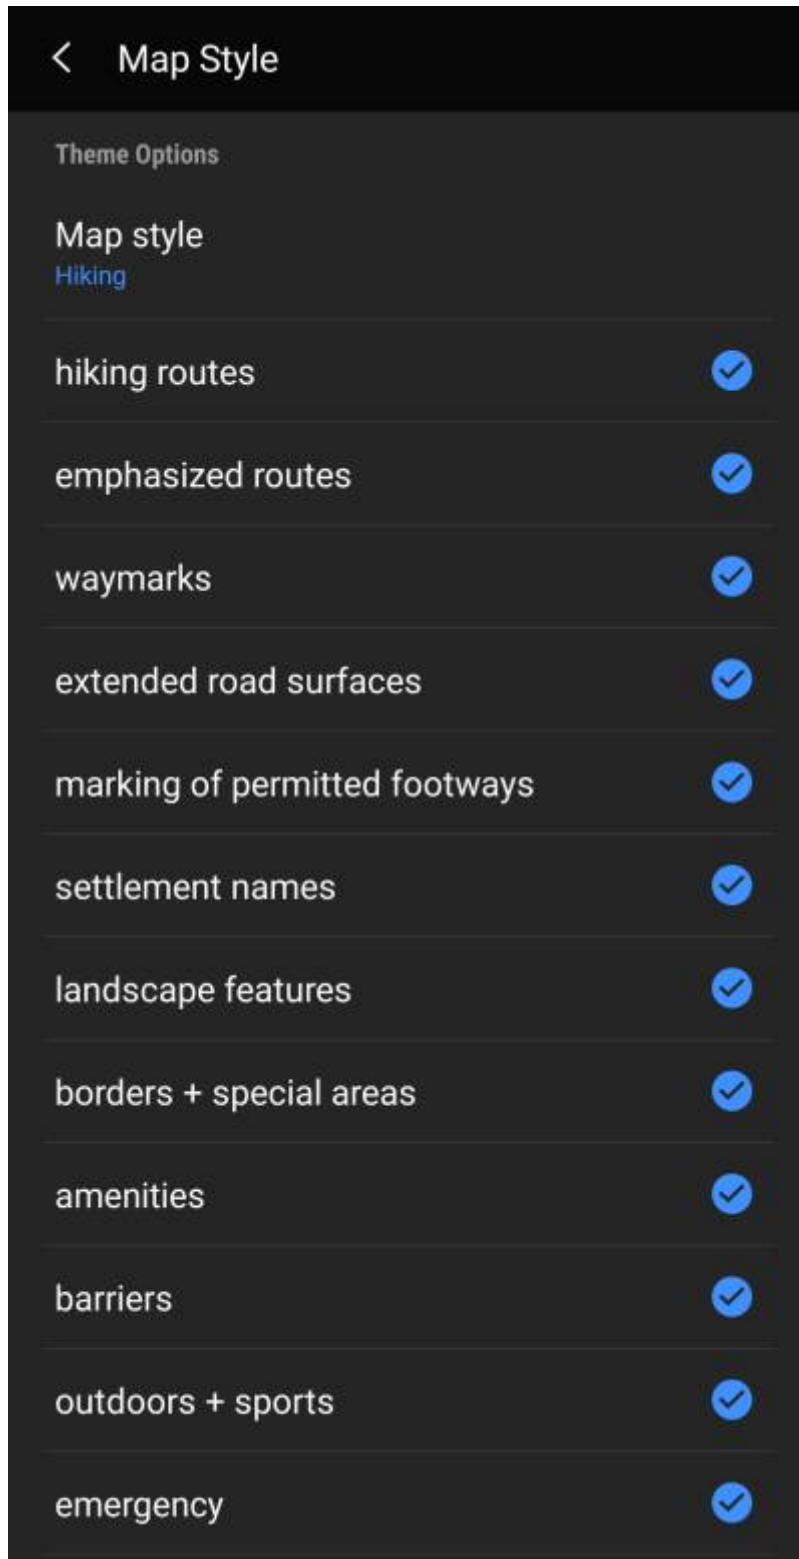 Map Style
Theme Options
Map style
Hiking
hiking routes
emphasized routes
waymarks
extended road surfaces
marking of permitted footways
settlement names
landscape features
borders + special areas
amenities
barriers
outdoors + sports
emergency